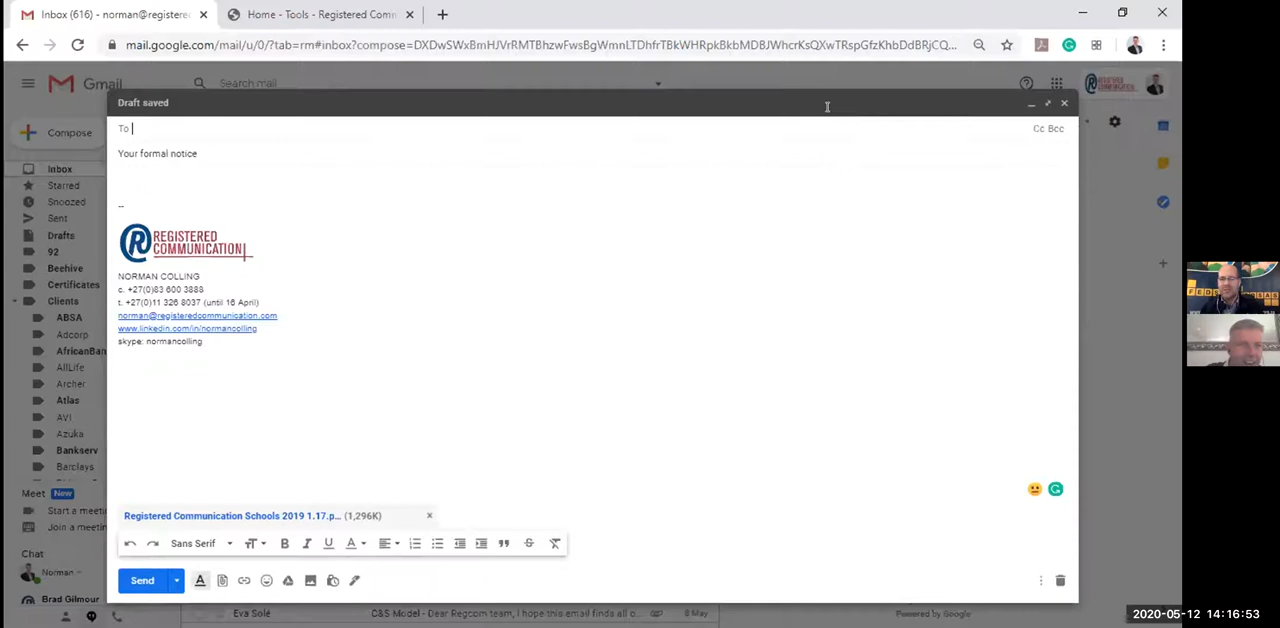 Inbox (616) - norman@registere
Home - Tools - Registered Comm
mail.google.com/mail/u/0/?tab=rm#inbox?compose=DXDwSWxBmHJVrRMTBhzwFwsBgWmnLTDhfrTBkWHRpkBkbMDBJWhcrKsQXwTRspGfzKhbDdBRjCQ...
Gmail
Search mail
REGISTERED
COMMUNICATION
Draft saved
Compose
To
Cc Bcc
Your formal notice
Inbox
Starred
Snoozed
Sent
Drafts
92
Beehive
Certificates
Clients
ABSA
Adcorp
AfricanBan
AllLife
Archer
Atlas
AVI
Azuka
Bankserv
Barclays
--
REGISTERED
COMMUNICATION
NORMAN COLLING
c. +27(0)83 600 3888
t. +27(0)11 326 8037 (until 16 April)
norman@registeredcommunication.com
www.linkedin.com/in/normancolling
skype: normancolling
Meet New
Start a meeti
Join a meetin
Chat
Norman
Brad Gilmour
Registered Communication Schools 2019 1.17.p... (1,296K)
Sans Serif
Send
Eva Solé
C&S Model - Dear Regcom team, I hope this email finds all o...
8 May
Powered by Google
2020-05-12 14:16:53